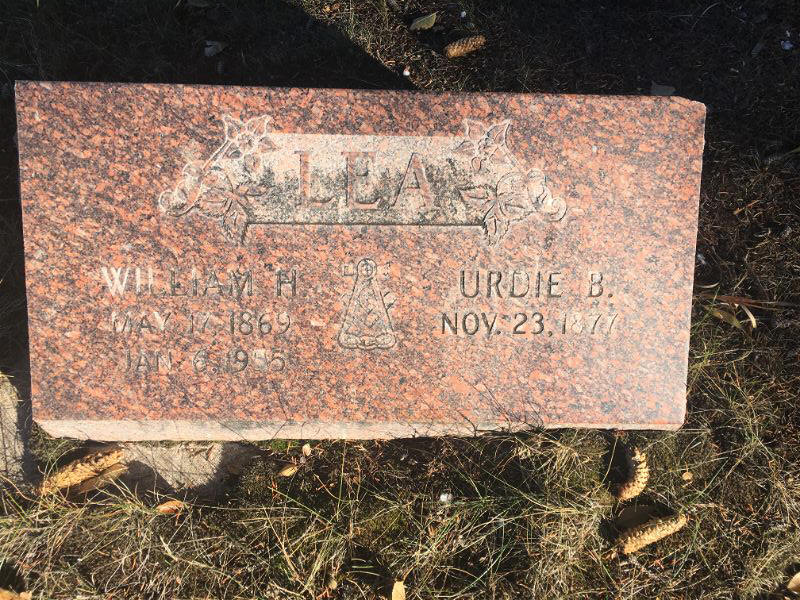 LEA
WILLIAM H.
MAY 17, 1869
JAN. 6, 1955
URDIE B.
NOV. 23, 1877